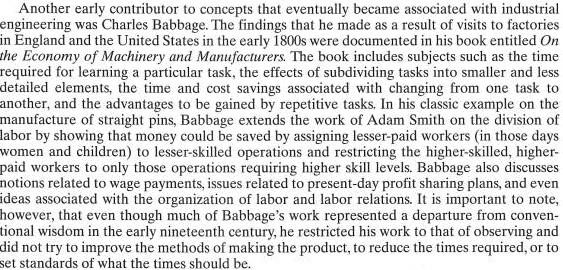 Another early contributor to concepts that eventually became associated with industrial
engineering was Charles Babbage. The findings that he made as a result of visits to factories
in England and the United States in the early 1800s were documented in his book entitled On
the Economy of Machinery and Manufacturers. The book includes subjects such as the time
required for learning a particular task, the effects of subdividing tasks into smaller and less
detailed elements, the time and cost savings associated with changing from one task to
another, and the advantages to be gained by repetitive tasks. In his classic example on the
manufacture of straight pins, Babbage extends the work of Adam Smith on the division of
labor by showing that money could be saved by assigning lesser-paid workers (in those days
women and children) to lesser-skilled operations and restricting the higher-skilled, higher-
paid workers to only those operations requiring higher skill levels. Babbage also discusses
notions related to wage payments, issues related to present-day profit sharing plans, and even
ideas associated with the organization of labor and labor relations. It is important to note,
however, that even though much of Babbage's work represented a departure from conven-
tional wisdom in the early nineteenth century, he restricted his work to that of observing and
did not try to improve the methods of making the product, to reduce the times required, or to
set standards of what the times should be.